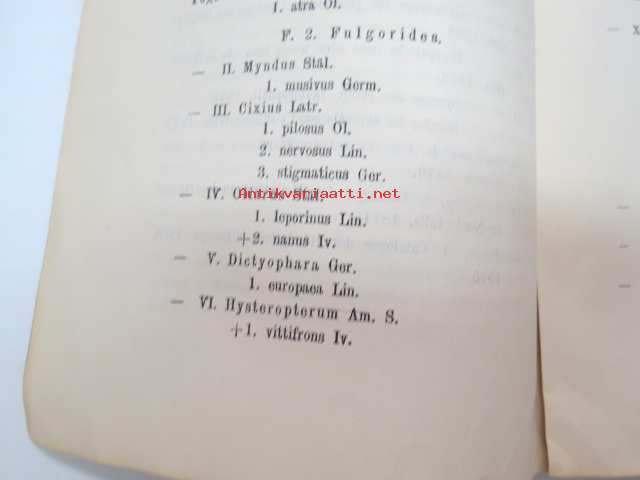 1. atra Ol.
F. 2. Fulgorides.
— II. Myndus Stål.
1. musivus Germ.
— III. Cixius Latr.
1. pilosus Ol.
2. nervosus Lin.
3. stigmaticus Ger.
Antikvariaatti.net
— IV. Stål.
1. leporinus Lin.
+2. nanus Iv.
— V. Dictyophara Ger.
1. europaea Lin.
— VI. Hysteropterum Am. S.
+1. vittifrons Iv.